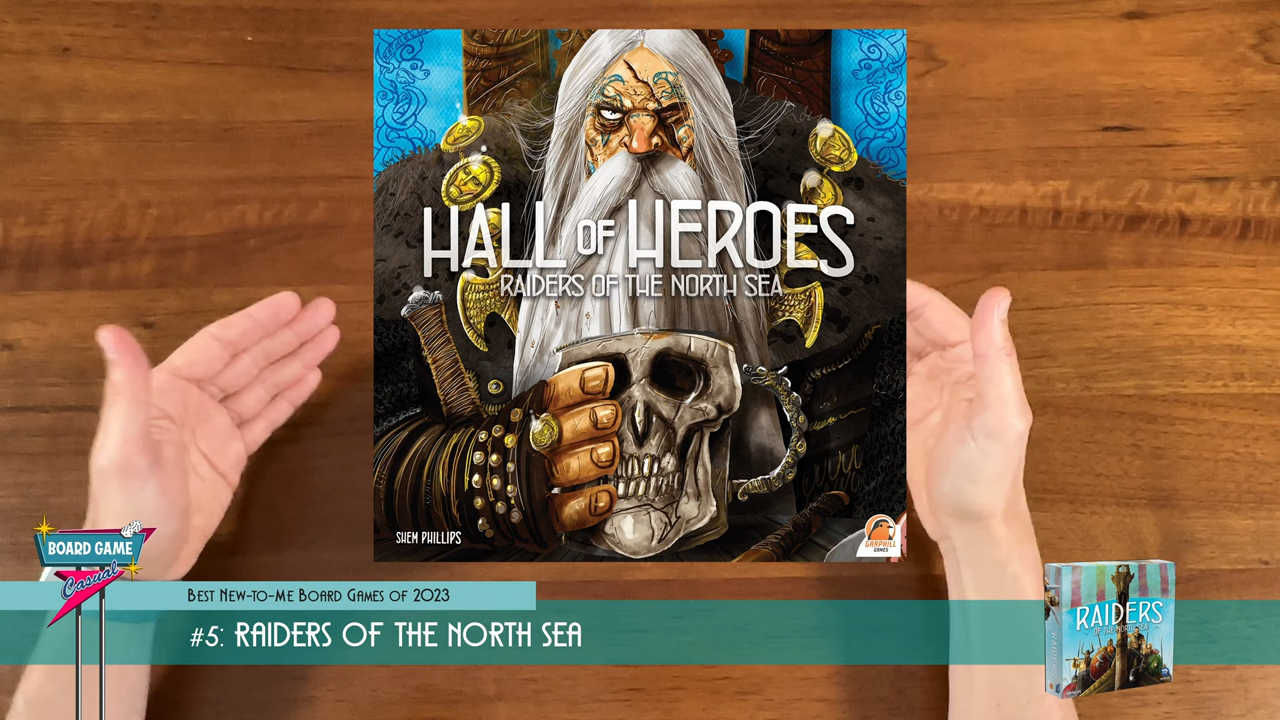 HALL OF HEROES
RAIDERS OF THE NORTH SEA
SHEM PHILLIPS
GARPHILL
GAMES
BOARD GAME
Casual
BEST NEW-TO-ME BOARD GAMES OF 2023
#5: RAIDERS OF THE NORTH SEA
RAIDERS
OF THE NORTH SEA
RAIDERS